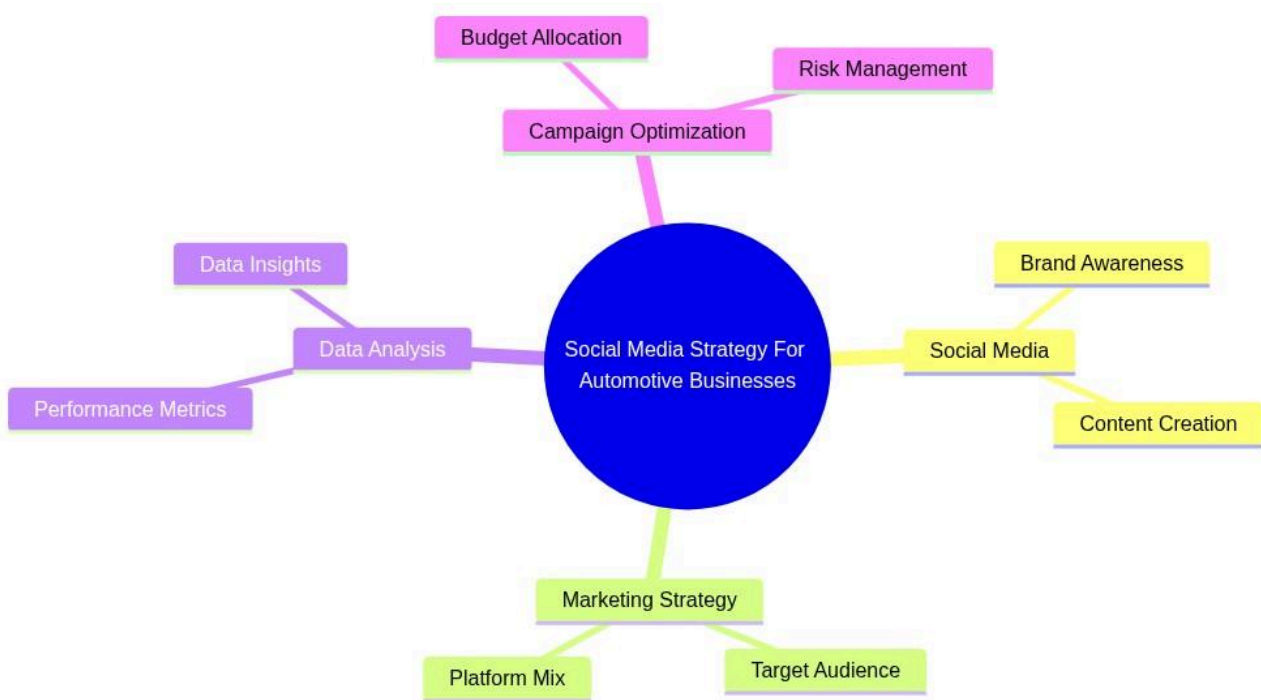 Budget Allocation
Risk Management
Campaign Optimization
Data Insights
Brand Awareness
Data Analysis
Social Media Strategy For
Automotive Businesses
Social Media
Performance Metrics
Content Creation
Marketing Strategy
Platform Mix
Target Audience